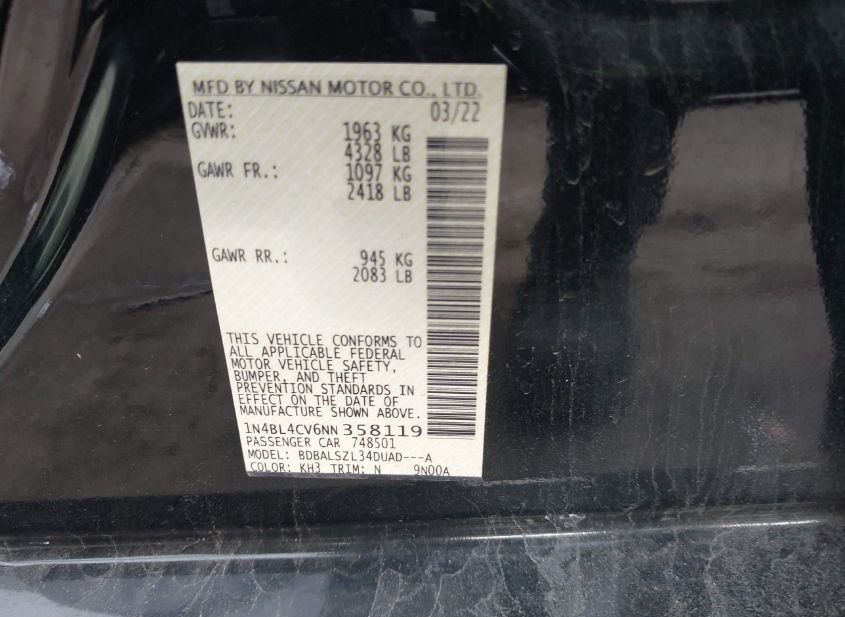 MFD BY NISSAN MOTOR CO., LTD.
DATE: 03/22
GVWR: 1963 KG
4328 LB
GAWR FR.: 1097 KG
2418 LB
GAWR RR.: 945 KG
2083 LB
THIS VEHICLE CONFORMS TO
ALL APPLICABLE FEDERAL
MOTOR VEHICLE SAFETY,
BUMPER, AND THEFT
PREVENTION STANDARDS IN
EFFECT ON THE DATE OF
MANUFACTURE SHOWN ABOVE.
1N4BL4CV6NN 358119
PASSENGER CAR 748501
MODEL: BDBALSZL34DUAD---A
COLOR: KH3 TRIM: N 9N00A